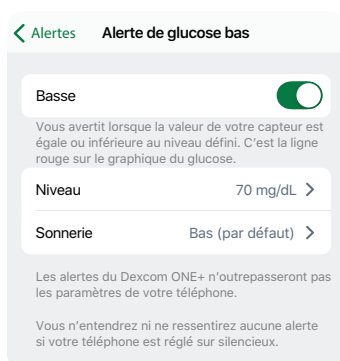 Alertes Alerte de glucose bas
Basse
Vous avertit lorsque la valeur de votre capteur est
égale ou inférieure au niveau défini. C'est la ligne
rouge sur le graphique du glucose.
Niveau 70 mg/dL
Sonnerie Bas (par défaut)
Les alertes du Dexcom ONE+ n'outrepasseront pas
les paramètres de votre téléphone.
Vous n'entendrez ni ne ressentirez aucune alerte
si votre téléphone est réglé sur silencieux.